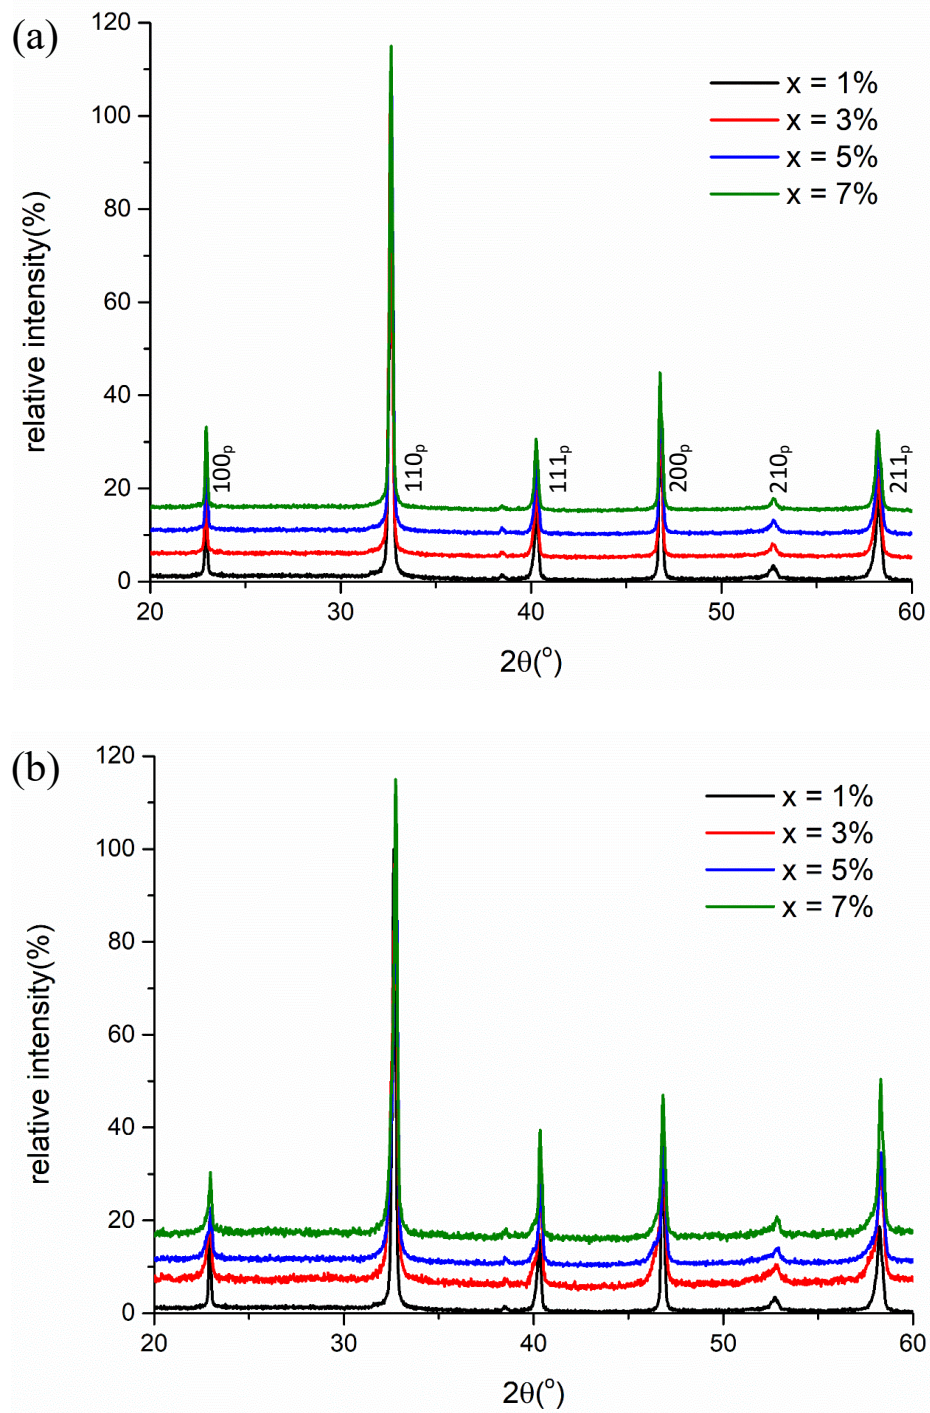 (a)
120
100
80
60
40
20
0
relative intensity(%)
x = 1%
x = 3%
x = 5%
x = 7%
100p
110p
111p
200p
210p
211p
20 30 40 50 60
2θ(o)
(b)
120
100
80
60
40
20
0
relative intensity(%)
x = 1%
x = 3%
x = 5%
x = 7%
20 30 40 50 60
2θ(o)